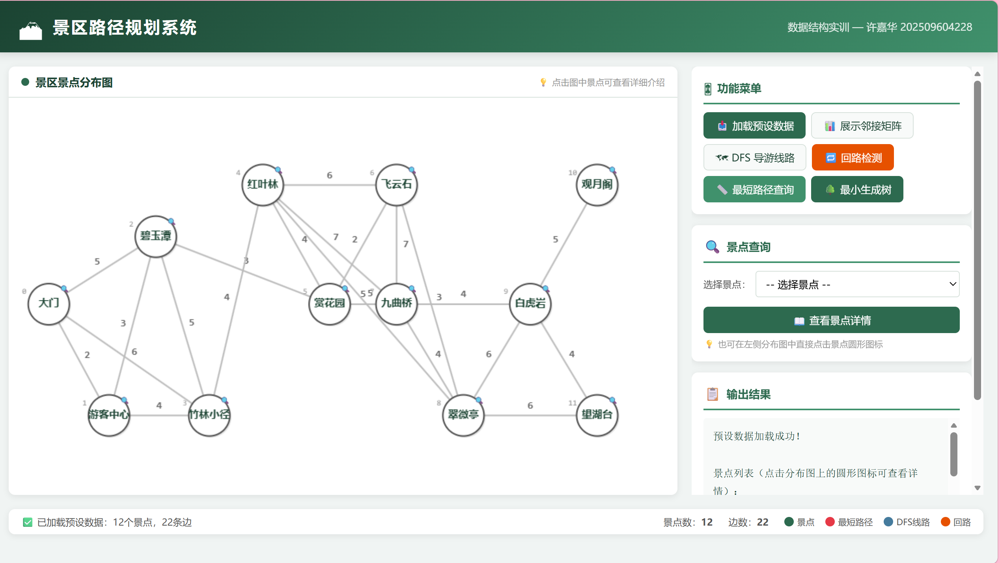 景区路径规划系统
数据结构实训 — 许嘉华 202509604228
景区景点分布图
点击图中景点可查看详细介绍
4
红叶林
6
6
飞云石
10
观月阁
2
碧玉潭
5
4
7
2
7
5
3
0
大门
5
赏花园
5
5
九曲桥
3
4
9
白虎岩
4
3
5
2
6
4
6
4
1
游客中心
4
3
竹林小径
8
翠微亭
6
11
望湖台
功能菜单
加载预设数据
展示邻接矩阵
DFS 导游线路
回路检测
最短路径查询
最小生成树
景点查询
选择景点：
-- 选择景点 --
查看景点详情
也可在左侧分布图中直接点击景点圆形图标
输出结果
预设数据加载成功！
景点列表（点击分布图上的圆形图标可查看详
情）：
已加载预设数据：12个景点，22条边
景点数：12 边数：22 景点 最短路径 DFS线路 回路